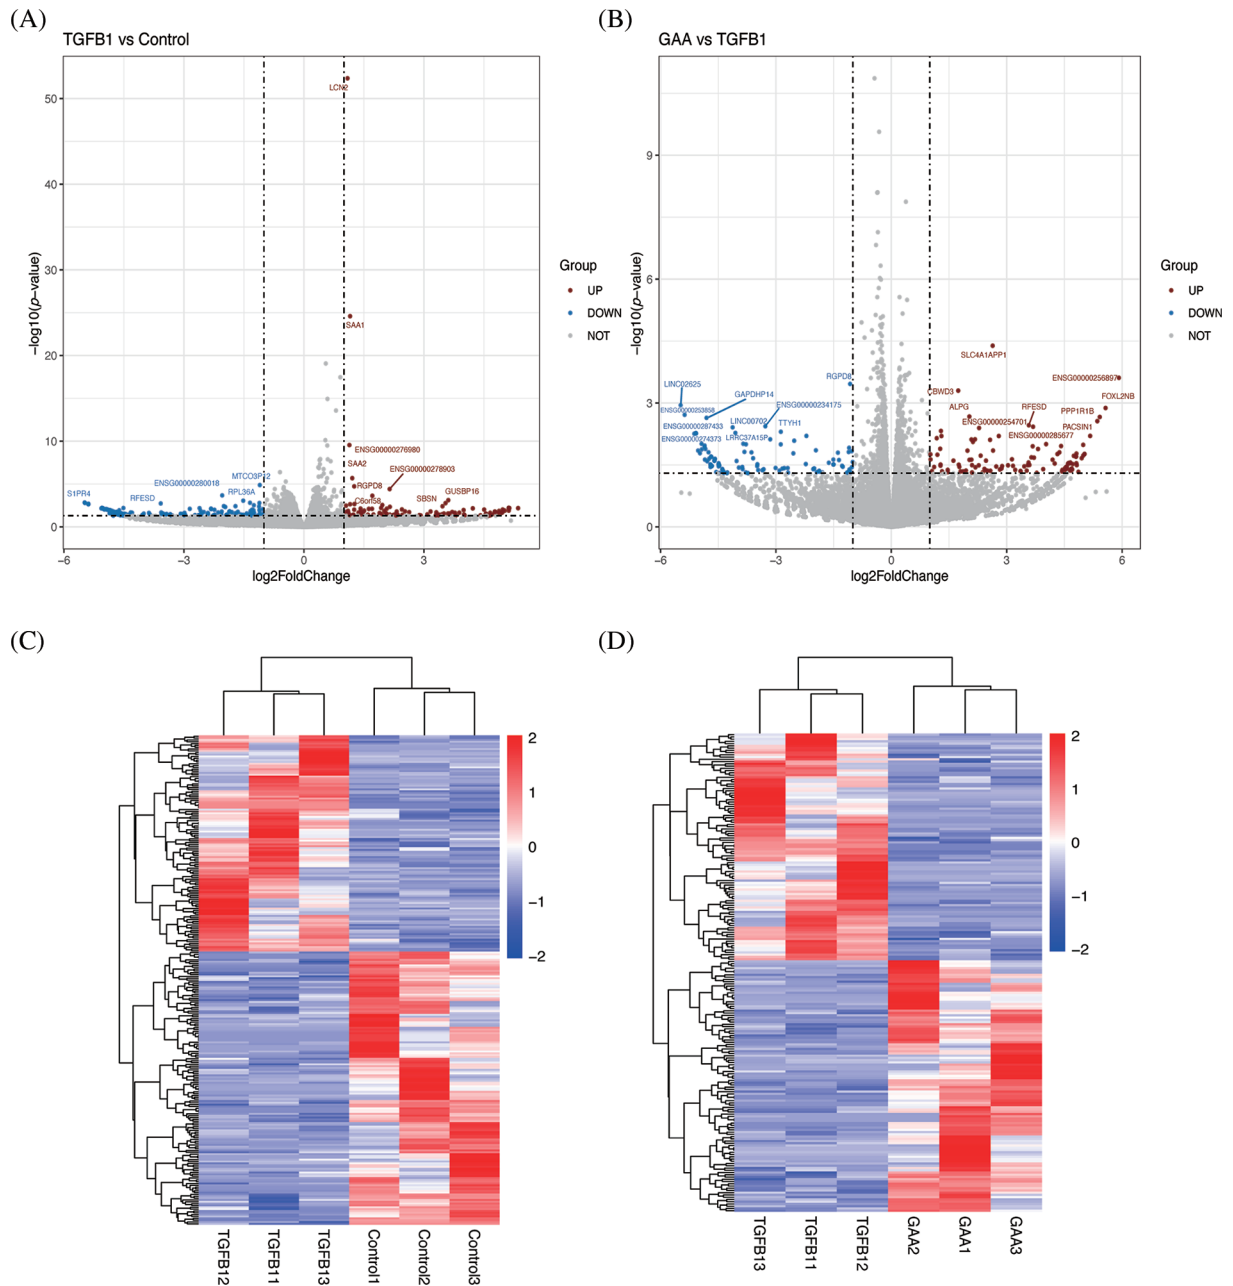 (A)
TGFB1 vs Control
−log10(p−value)
50
40
30
20
10
0
−6
−3
0
3
log2FoldChange
LCN2
SAA1
ENSG00000276980
SAA2
ENSG00000278903
RGPD8
C6orf58
SBSN
GUSBP16
MTCO3P12
ENSG00000280018
RPL36A
RFESD
S1PR4
Group
UP
DOWN
NOT
(B)
GAA vs TGFB1
−log10(p−value)
9
6
3
0
−6
−3
0
3
6
log2FoldChange
SLC4A1APP1
RGPD8
ENSG00000256897
CBWD3
FOXL2NB
LINC02625
GAPDHP14
ENSG00000234175
ENSG00000253858
ALPG
RFESD
PPP1R1B
LINC00702
TTYH1
ENSG00000254701
PACSIN1
ENSG00000287433
ENSG00000274373
LRRC37A15P
ENSG00000285677
Group
UP
DOWN
NOT
(C)
2
1
0
−1
−2
TGFB12
TGFB11
TGFB13
Control1
Control2
Control3
(D)
2
1
0
−1
−2
TGFB13
TGFB11
TGFB12
GAA2
GAA1
GAA3